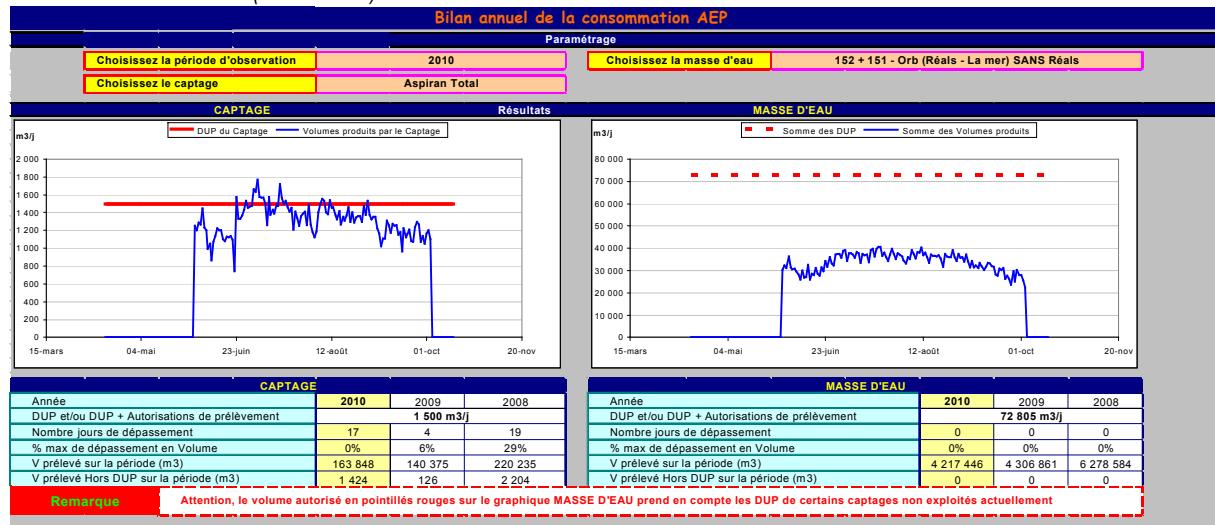 Bilan annuel de la consommation AEP
Paramétrage
Choisissez la période d'observation 2010 Choisissez la masse d'eau 152 + 151 - Orb (Réals - La mer) SANS Réals
Choisissez le captage Aspiran Total
CAPTAGE Résultats MASSE D'EAU
m3/j DUP du Captage Volumes produits par le Captage
2 000
1 800
1 600
1 400
1 200
1 000
800
600
400
200
0
15-mars 04-mai 23-juin 12-août 01-oct 20-nov
m3/j Somme des DUP Somme des Volumes produits
80 000
70 000
60 000
50 000
40 000
30 000
20 000
10 000
0
15-mars 04-mai 23-juin 12-août 01-oct 20-nov
CAPTAGE
Année 2010 2009 2008
DUP et/ou DUP + Autorisations de prélèvement 1 500 m3/j
Nombre jours de dépassement 17 4 19
% max de dépassement en Volume 0% 6% 29%
V prélevé sur la période (m3) 163 848 140 375 220 235
V prélevé Hors DUP sur la période (m3) 1 424 126 2 204
MASSE D'EAU
Année 2010 2009 2008
DUP et/ou DUP + Autorisations de prélèvement 72 805 m3/j
Nombre jours de dépassement 0 0 0
% max de dépassement en Volume 0% 0% 0%
V prélevé sur la période (m3) 4 217 446 4 306 861 6 278 584
V prélevé Hors DUP sur la période (m3) 0 0 0
Remarque Attention, le volume autorisé en pointillés rouges sur le graphique MASSE D'EAU prend en compte les DUP de certains captages non exploités actuellement